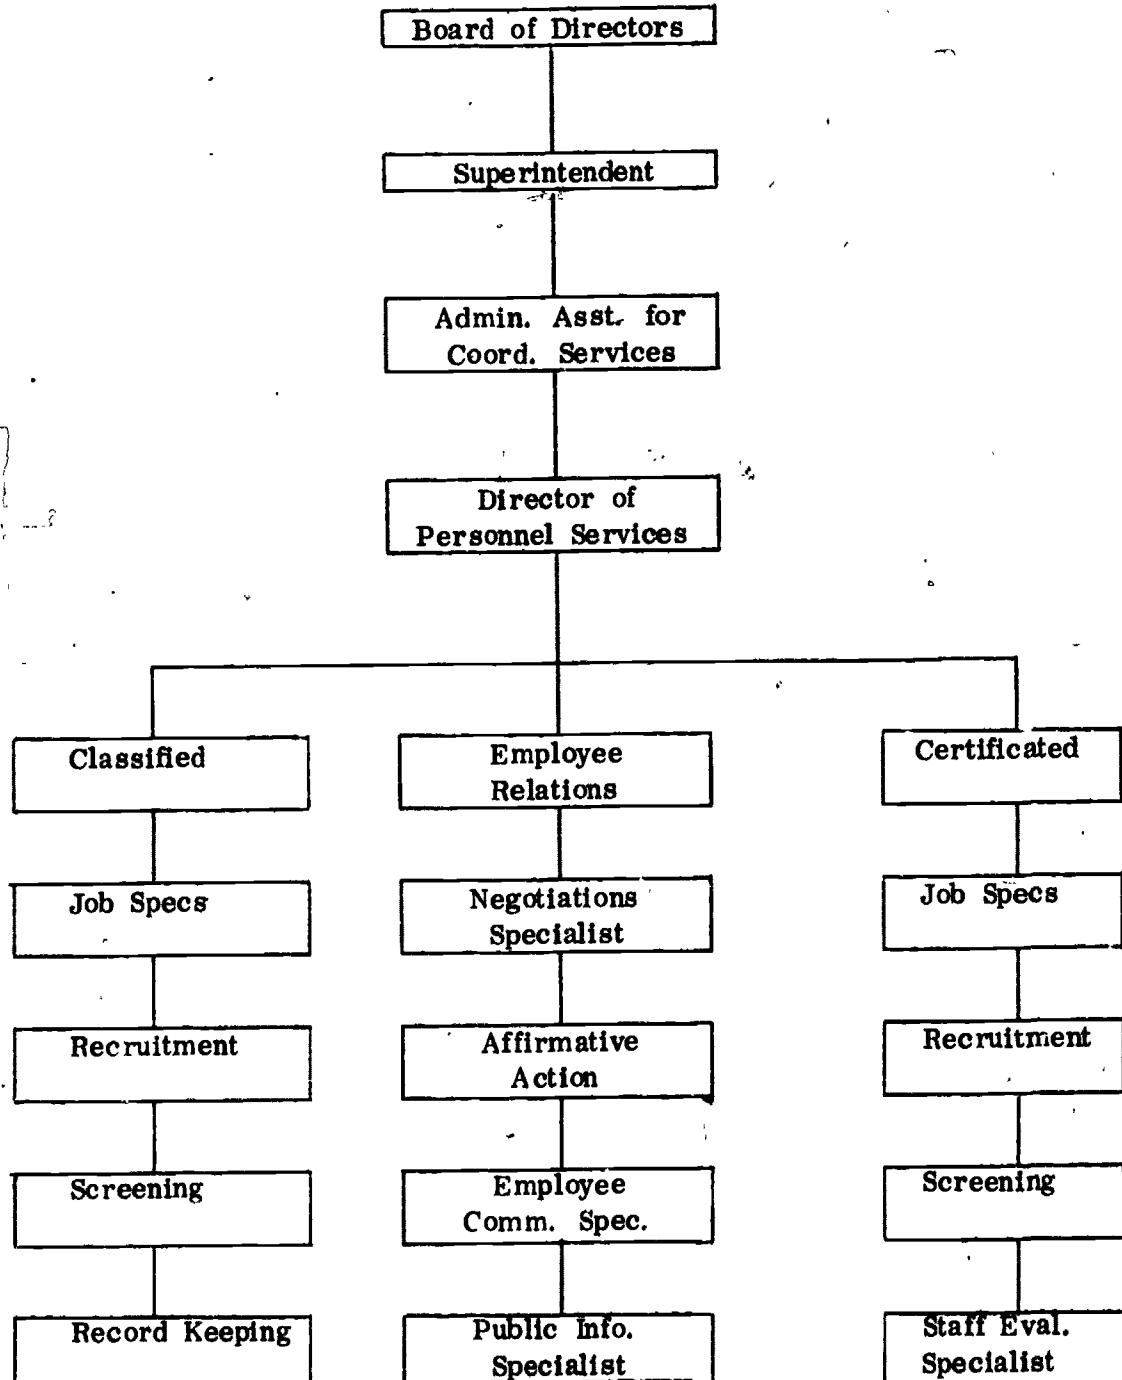 Board of Directors
Superintendent
Admin. Asst. for
Coord. Services
Director of
Personnel Services
Classified
Employee
Relations
Certificated
Job Specs
Negotiations
Specialist
Job Specs
Recruitment
Affirmative
Action
Recruitment
Screening
Employee
Comm. Spec.
Screening
Record Keeping
Public Info.
Specialist
Staff Eval.
Specialist